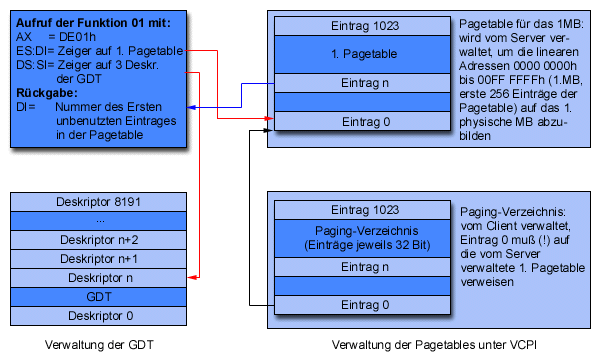 Aufruf der Funktion 01 mit:
AX = DE01h
ES:DI= Zeiger auf 1. Pagetable
DS:SI= Zeiger auf 3 Deskr.
der GDT
Rückgabe:
DI = Nummer des Ersten
unbenutzten Eintrages
in der Pagetable
Eintrag 1023
1. Pagetable
Eintrag n
Eintrag 0
Pagetable für das 1MB:
wird vom Server ver-
waltet, um die linearen
Adressen 0000 0000h
bis 00FF FFFFh (1.MB,
erste 256 Einträge der
Pagetable) auf das 1.
physische MB abzu-
bilden
Deskriptor 8191
...
Deskriptor n+2
Deskriptor n+1
Deskriptor n
GDT
Deskriptor 0
Verwaltung der GDT
Eintrag 1023
Paging-Verzeichnis
(Einträge jeweils 32 Bit)
Eintrag n
Eintrag 0
Paging-Verzeichnis:
vom Client verwaltet,
Eintrag 0 muß (!) auf
die vom Server
verwaltete 1. Pagetable
verweisen
Verwaltung der Pagetables unter VCPI